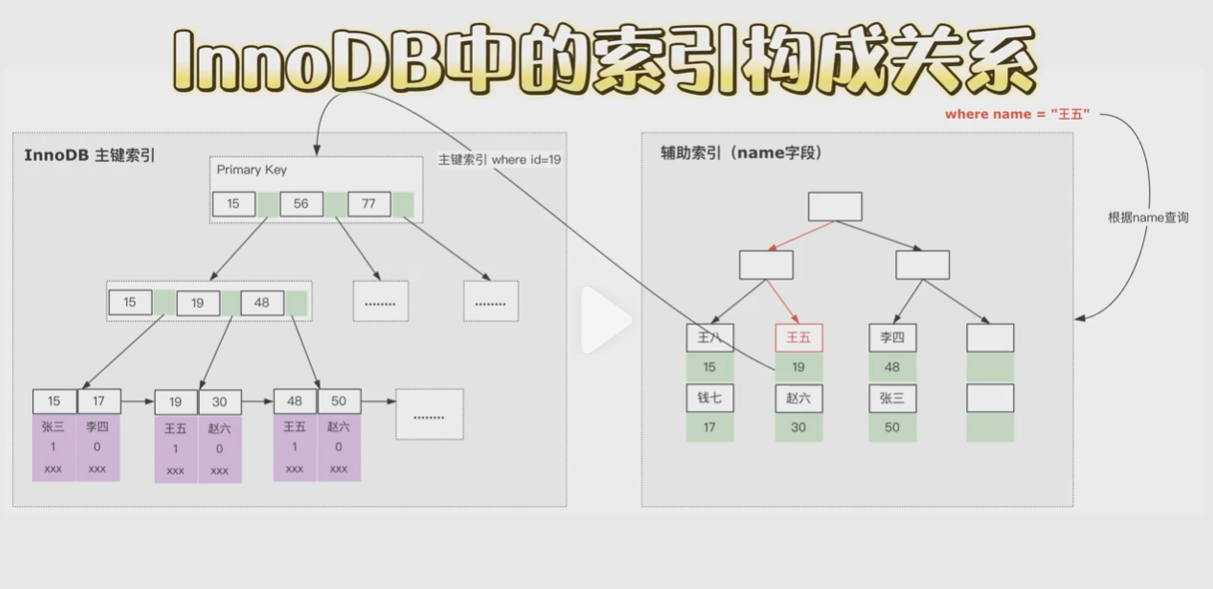 InnoDB中的索引构成关系
where name = "王五"
InnoDB 主键索引
主键索引 where id=19
辅助索引（name字段）
Primary Key
15 56 77
根据name查询
15 19 48
........
........
王八 王五 李四
15 19 48
钱七 赵六 张三
17 30 50
15 17 19 30 48 50
........
张三 李四 王五 赵六 王五 赵六
1 0 1 0 1 0
xxx xxx xxx xxx xxx xxx